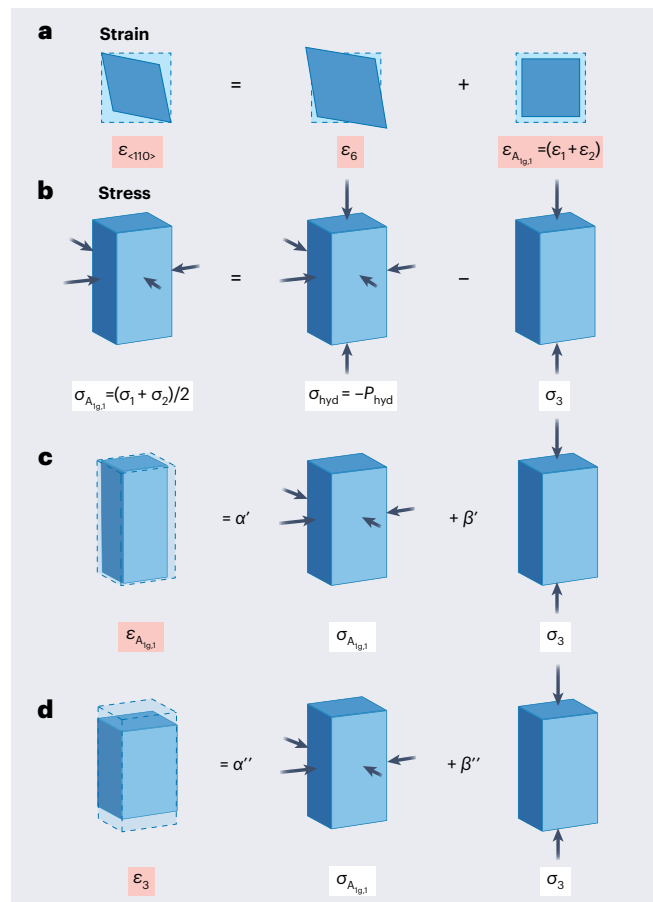 a Strain
= +
ε<110> ε6 εA1g,1 =(ε1 + ε2)
b Stress
= −
σA1g,1=(σ1 + σ2)/2 σhyd = −Phyd σ3
c
= α′ + β′
εA1g,1 σA1g,1 σ3
d
= α′′ + β′′
ε3 σA1g,1 σ3